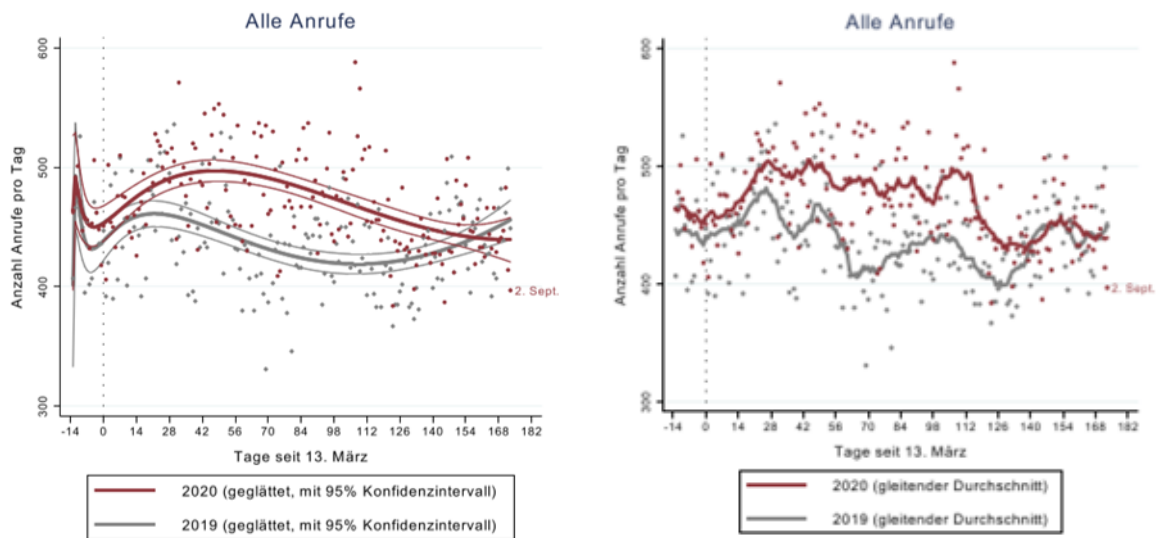 Alle Anrufe
600
500
400
300
Anzahl Anrufe pro Tag
2. Sept.
-14 0 14 28 42 56 70 84 98 112 126 140 154 168 182
Tage seit 13. März
2020 (geglättet, mit 95% Konfidenzintervall)
2019 (geglättet, mit 95% Konfidenzintervall)
Alle Anrufe
600
500
400
300
Anzahl Anrufe pro Tag
2. Sept.
-14 0 14 28 42 56 70 84 98 112 126 140 154 168 182
Tage seit 13. März
2020 (gleitender Durchschnitt)
2019 (gleitender Durchschnitt)